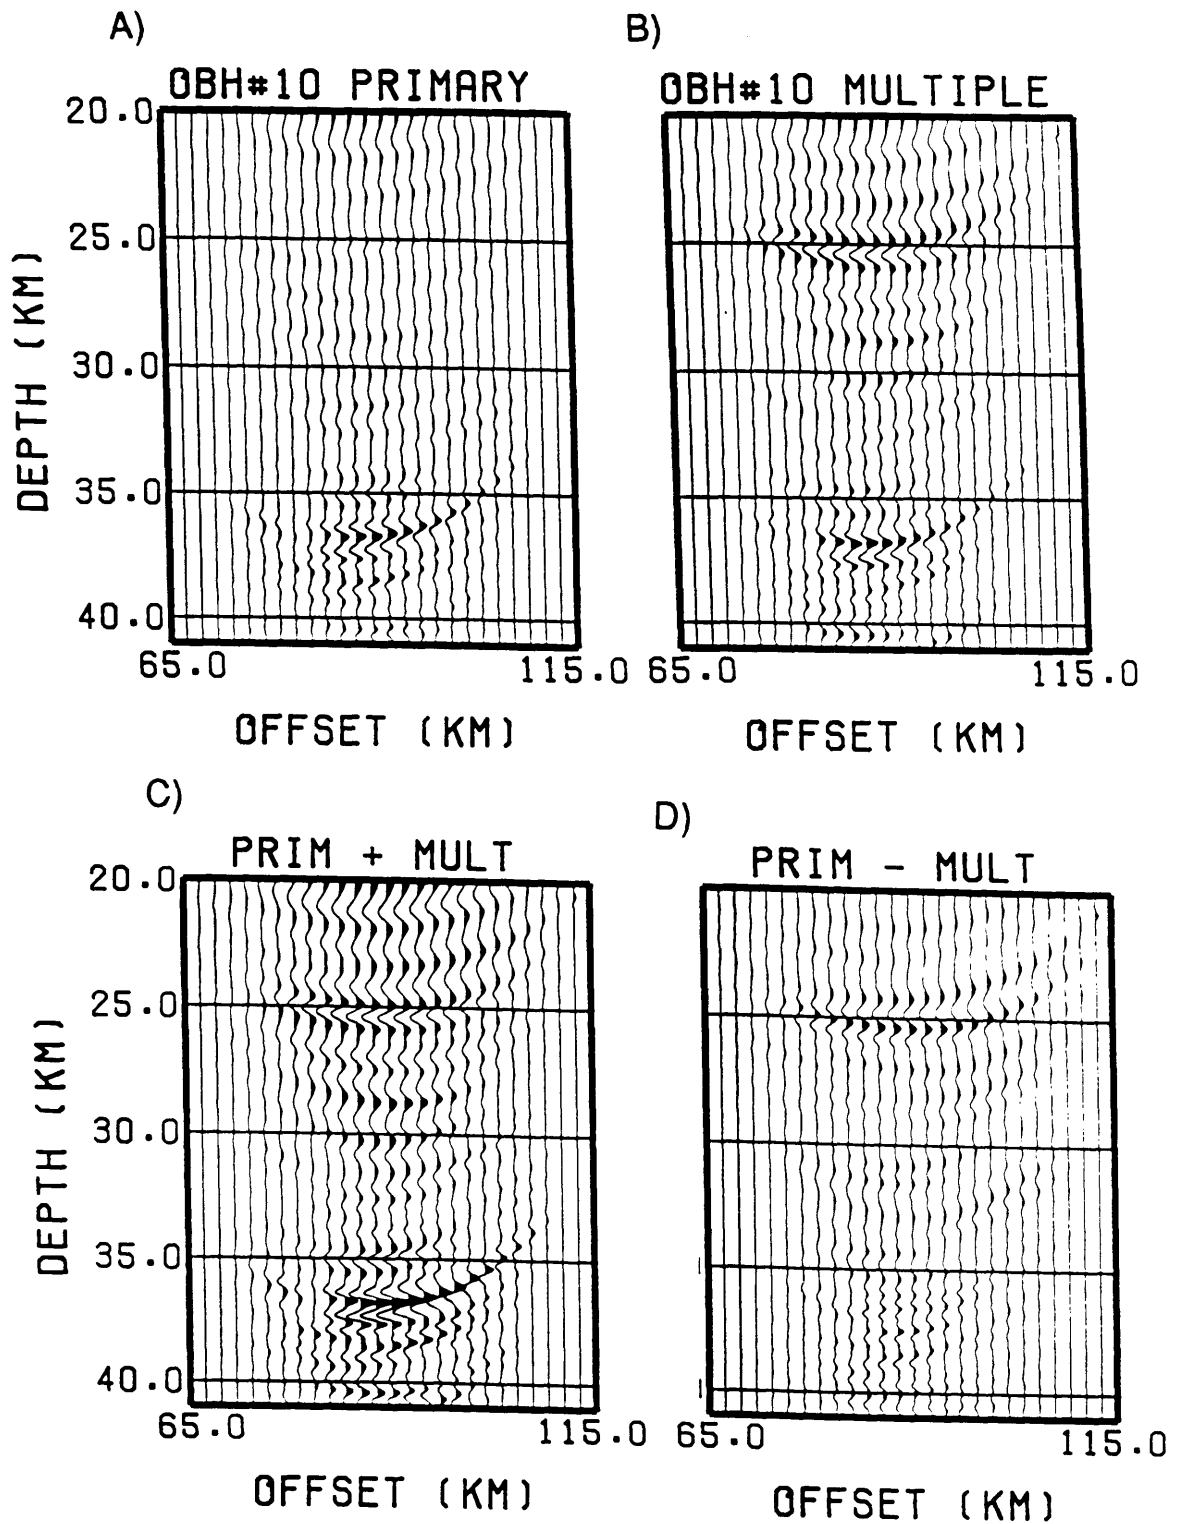 A)
OBH#10 PRIMARY
20.0
25.0
30.0
35.0
40.0
DEPTH (KM)
65.0
115.0
OFFSET (KM)
B)
OBH#10 MULTIPLE
65.0
115.0
OFFSET (KM)
C)
PRIM + MULT
20.0
25.0
30.0
35.0
40.0
DEPTH (KM)
65.0
115.0
OFFSET (KM)
D)
PRIM - MULT
65.0
115.0
OFFSET (KM)